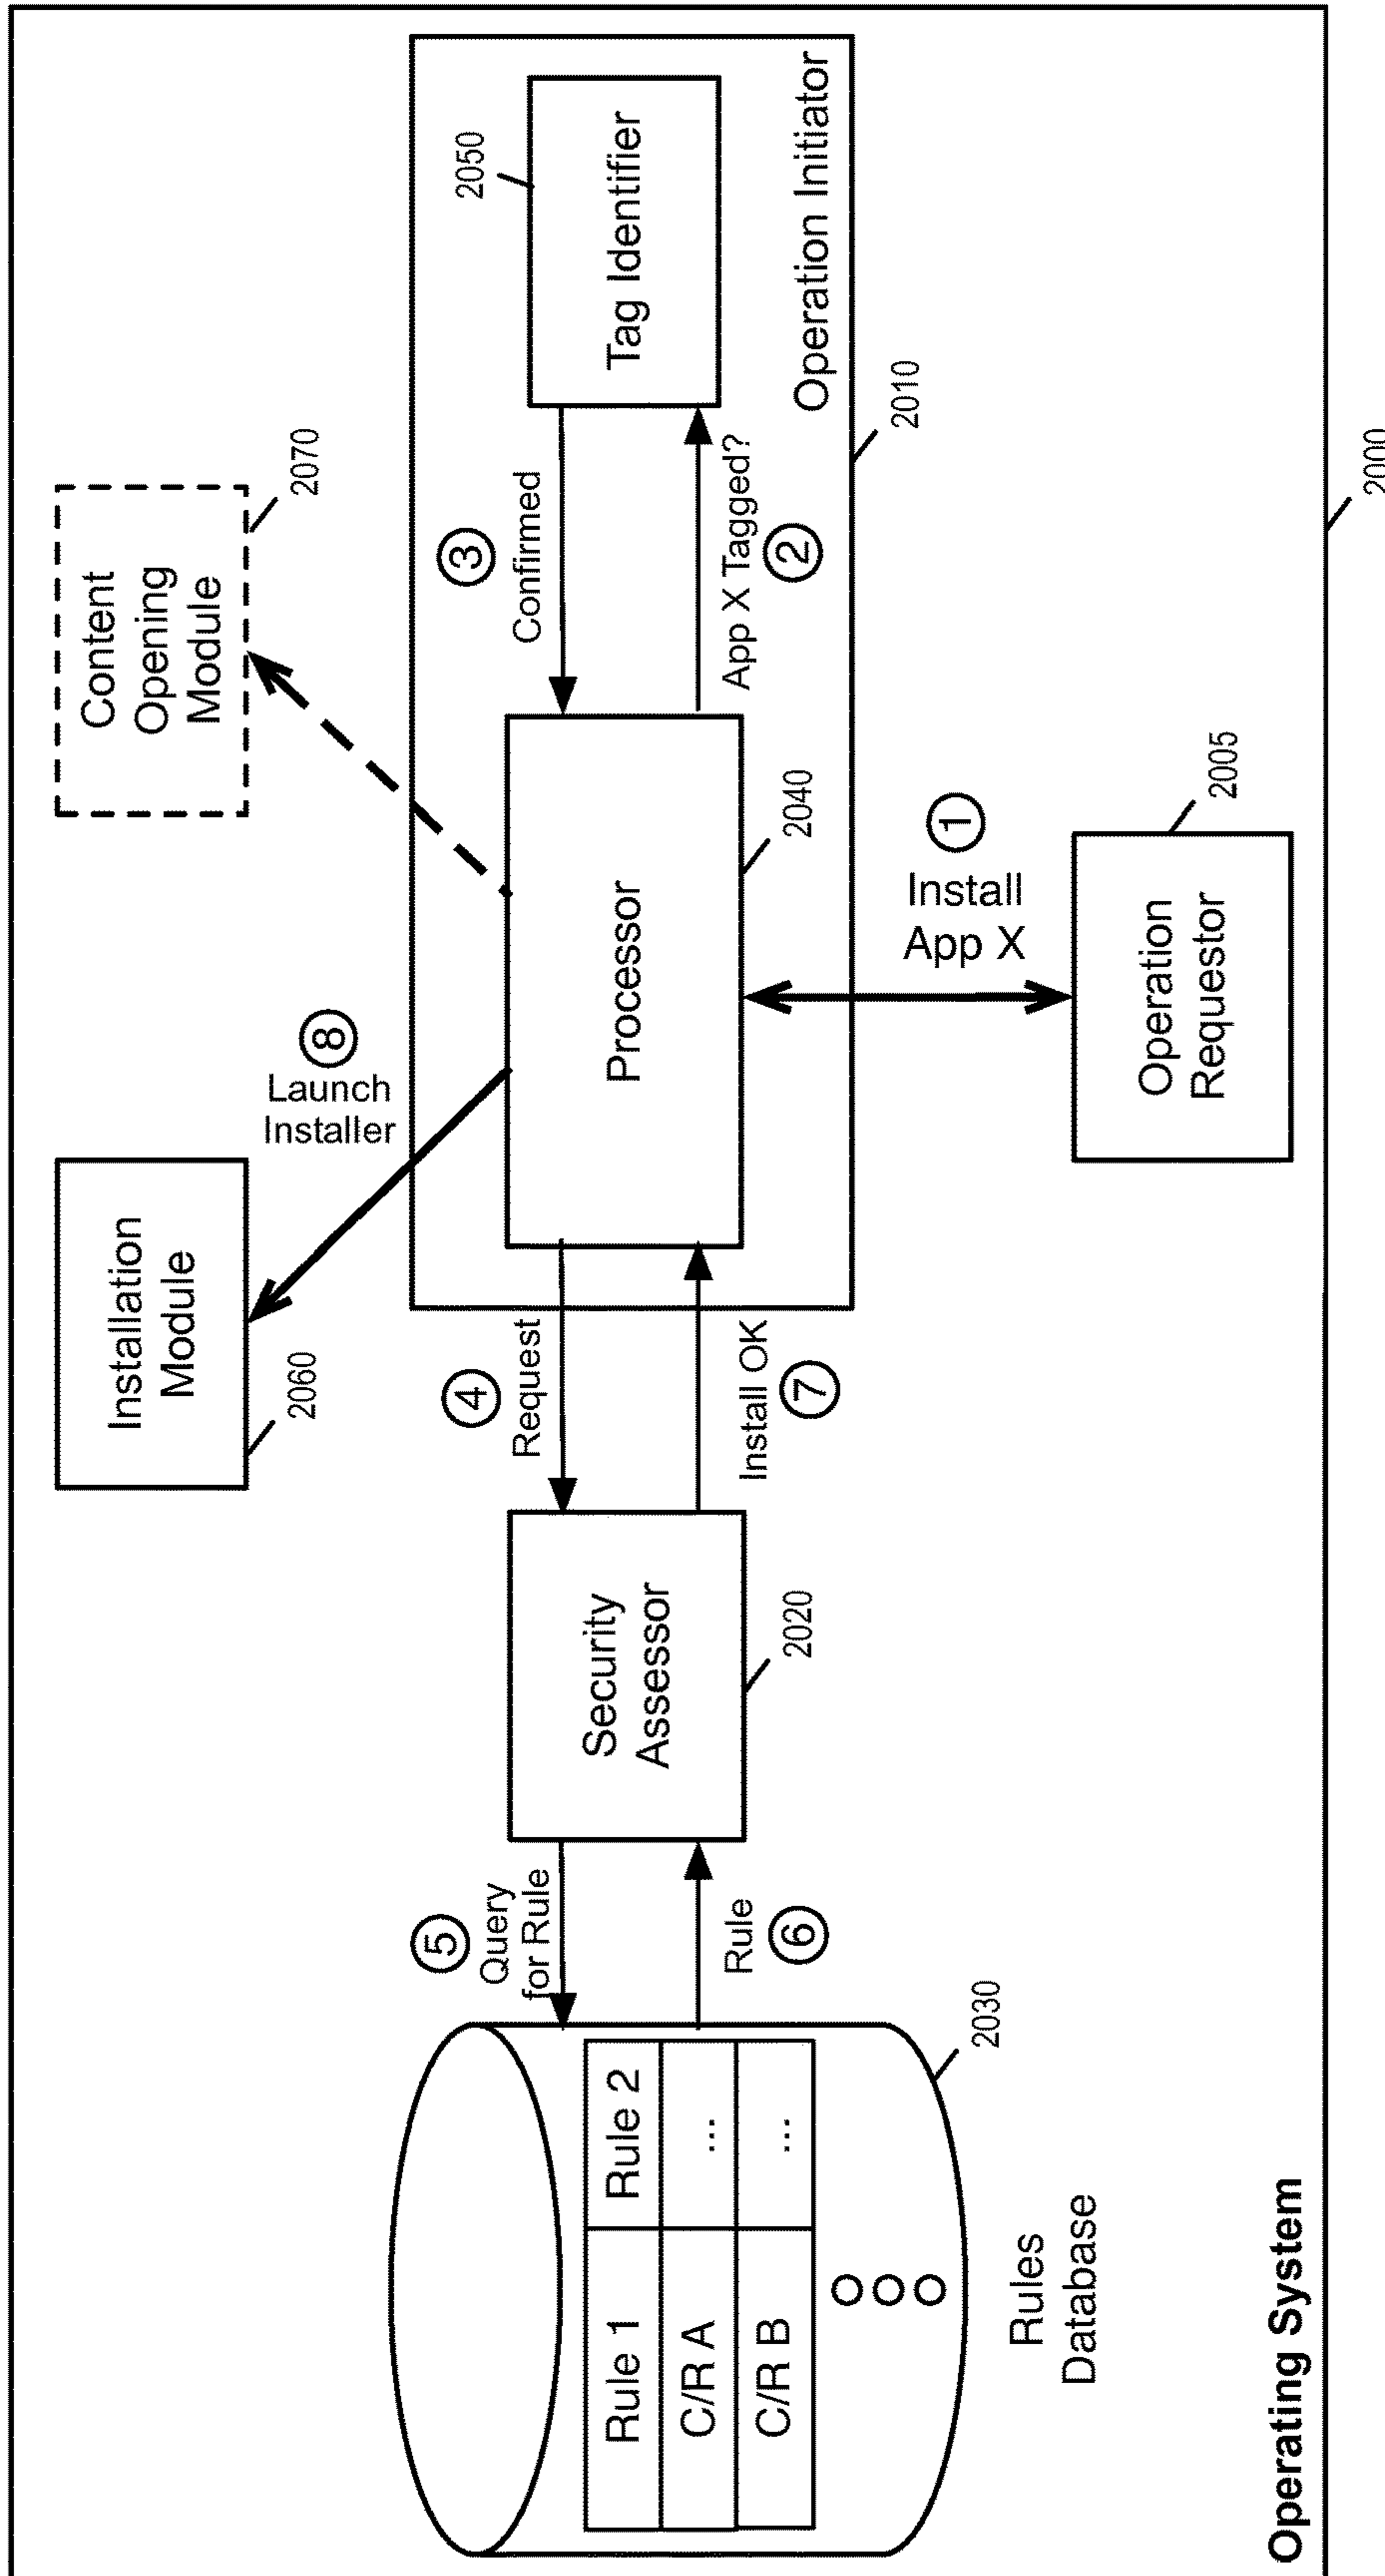 Installation
Module
2060
8
Launch
Installer
Content
Opening
Module
2070
5
Query
for Rule
4
Request
3
Confirmed
2050
Rule 1
Rule 2
C/R A
...
C/R B
...
Security
Assessor
Processor
Tag Identifier
Rule
6
Install OK
7
App X Tagged?
2
2030
2020
2040
Operation Initiator
2010
1
Install
App X
Rules
Database
Operation
Requestor
2005
Operating System
2000